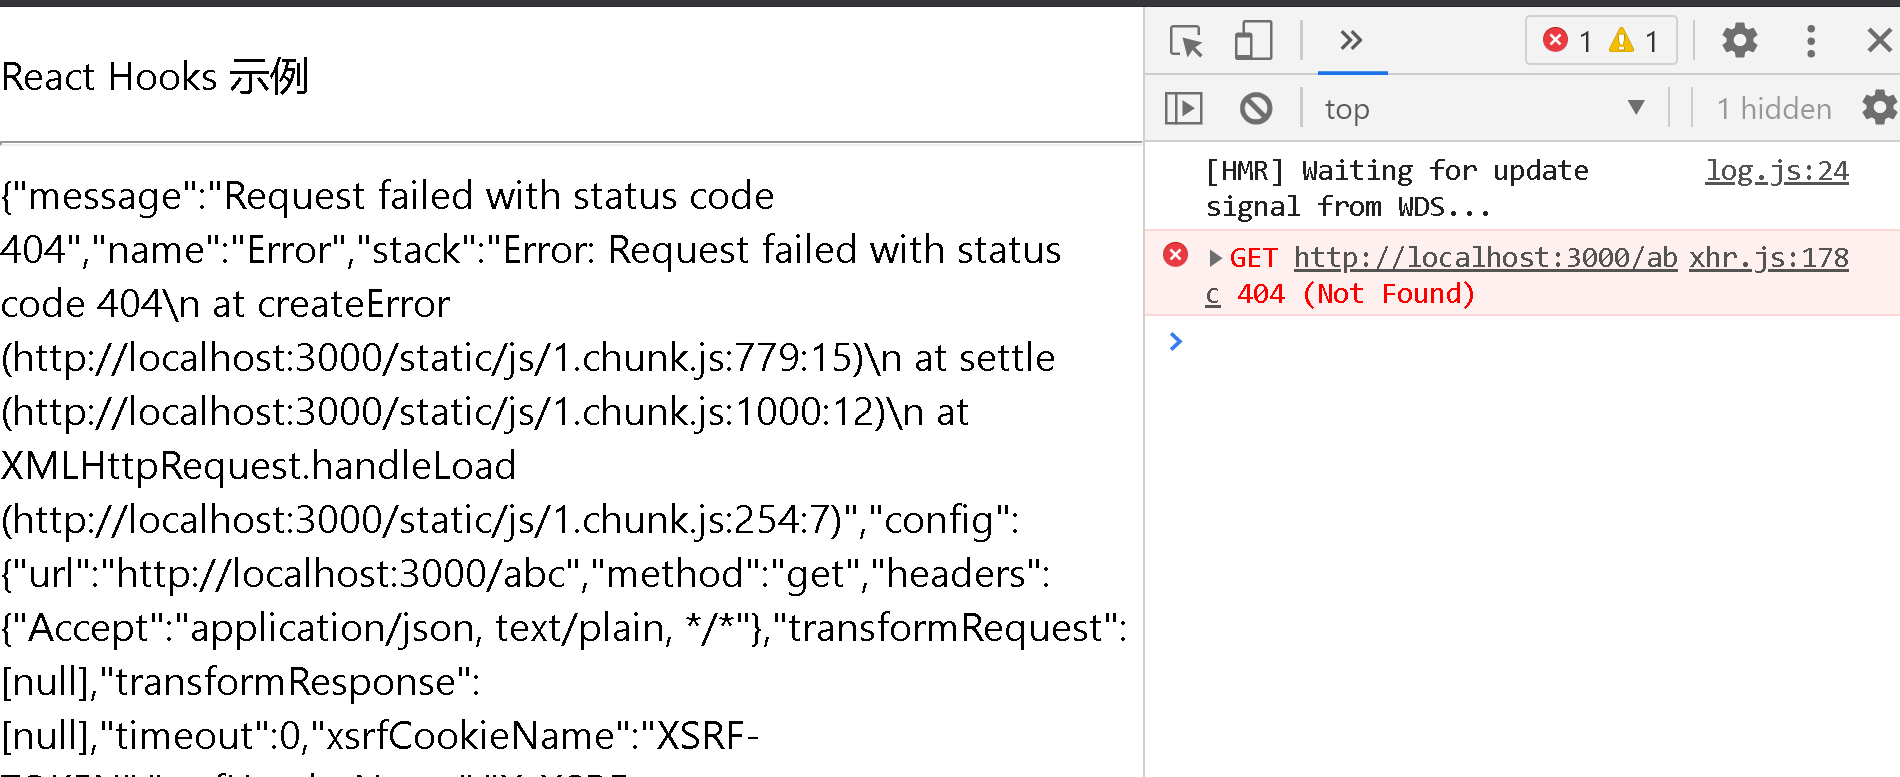 React Hooks 示例
{"message":"Request failed with status code
404","name":"Error","stack":"Error: Request failed with status
code 404\n at createError
(http://localhost:3000/static/js/1.chunk.js:779:15)\n at settle
(http://localhost:3000/static/js/1.chunk.js:1000:12)\n at
XMLHttpRequest.handleLoad
(http://localhost:3000/static/js/1.chunk.js:254:7)","config":
{"url":"http://localhost:3000/abc","method":"get","headers":
{"Accept":"application/json, text/plain, */*"},"transformRequest":
[null],"transformResponse":
[null],"timeout":0,"xsrfCookieName":"XSRF-
1 1
top 1 hidden
[HMR] Waiting for update log.js:24
signal from WDS...
GET http://localhost:3000/ab xhr.js:178
c 404 (Not Found)